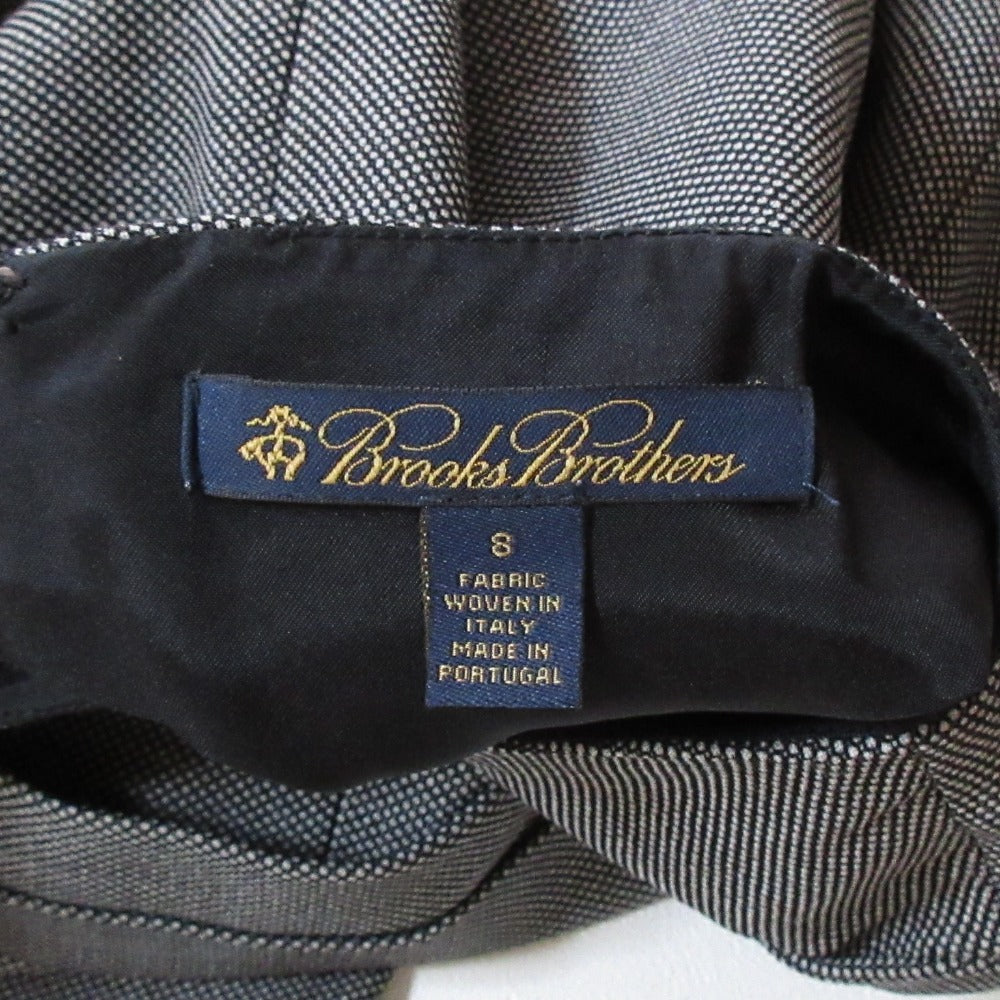 Brooks Brothers
8
FABRIC
WOVEN IN
ITALY
MADE IN
PORTUGAL